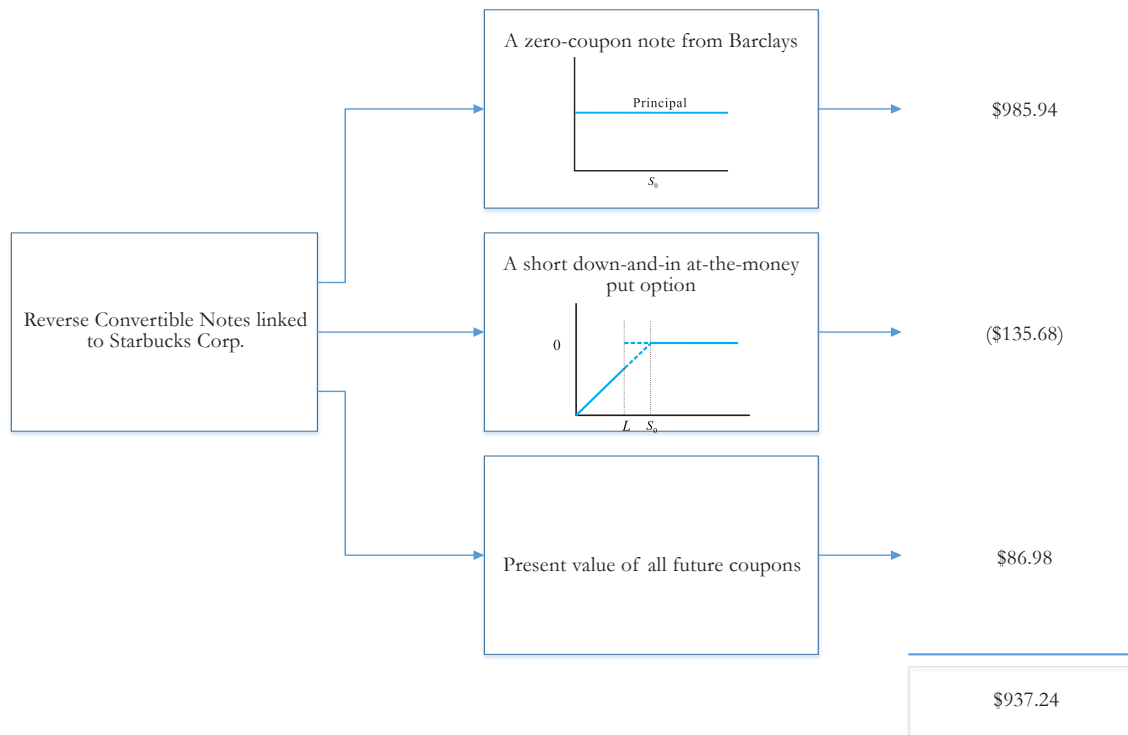 A zero-coupon note from Barclays
Principal
S₀
$985.94
Reverse Convertible Notes linked
to Starbucks Corp.
A short down-and-in at-the-money
put option
0
L
S₀
($135.68)
Present value of all future coupons
$86.98
$937.24